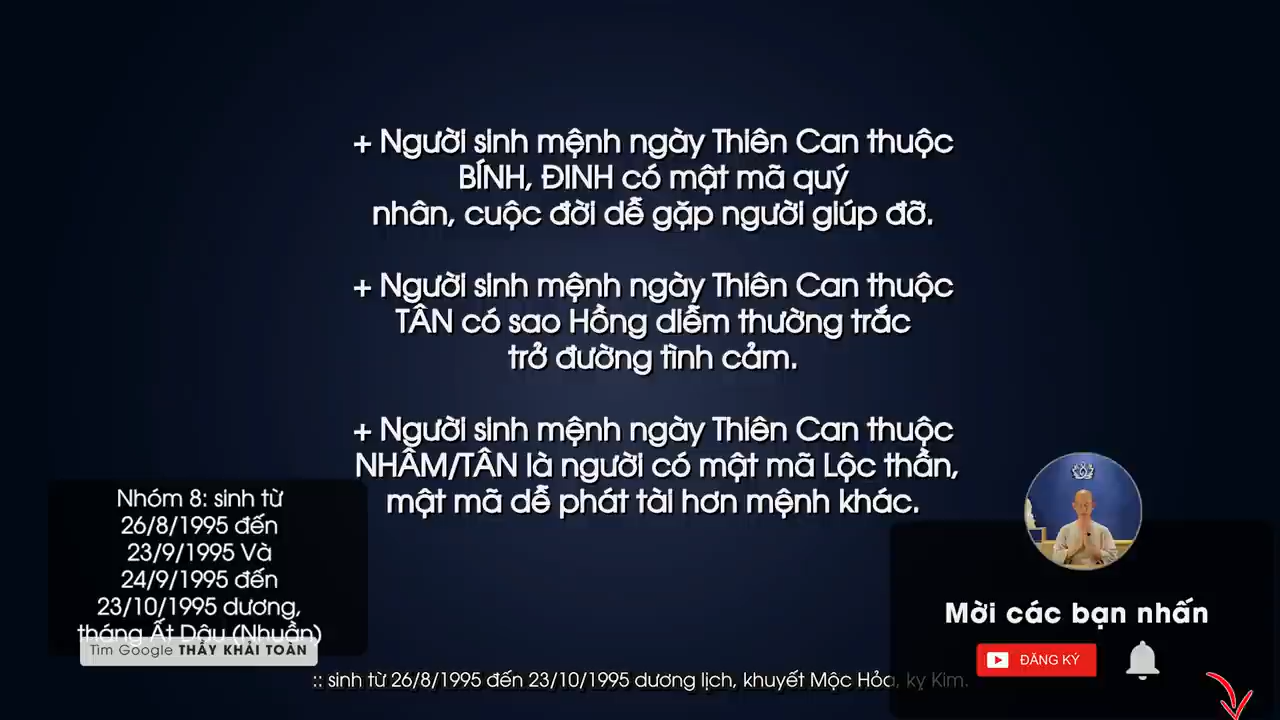 + Người sinh mệnh ngày Thiên Can thuộc
BÍNH, ĐINH có mật mã quý
nhân, cuộc đời dễ gặp người giúp đỡ.
+ Người sinh mệnh ngày Thiên Can thuộc
TÂN có sao Hồng diễm thường trắc
trở đường tình cảm.
+ Người sinh mệnh ngày Thiên Can thuộc
NHÂM/TÂN là người có mật mã Lộc thần,
mật mã dễ phát tài hơn mệnh khác.
Nhóm 8: sinh từ
26/8/1995 đến
23/9/1995 Và
24/9/1995 đến
23/10/1995 dương,
tháng Ất Dậu (Nhuần)
Tìm Google THẦY KHẢI TOÀN
Mời các bạn nhấn
ĐĂNG KÝ
:: sinh từ 26/8/1995 đến 23/10/1995 dương lịch, khuyết Mộc Hỏa, kỵ Kim.